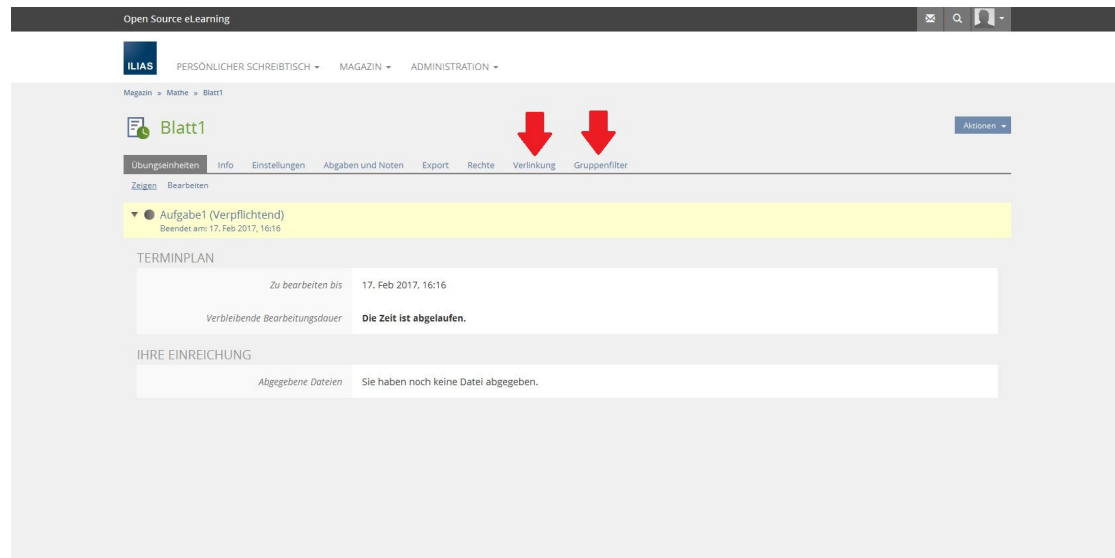 Open Source eLearning
ILIAS
PERSÖNLICHER SCHREIBTISCH MAGAZIN ADMINISTRATION
Magazin » Mathe » Blatt1
Blatt1
Aktionen
Übungseinheiten Info Einstellungen Abgaben und Noten Export Rechte Verlinkung Gruppenfilter
Zeigen Bearbeiten
Aufgabe1 (Verpflichtend)
Beendet am: 17. Feb 2017, 16:16
TERMINPLAN
Zu bearbeiten bis 17. Feb 2017, 16:16
Verbleibende Bearbeitungsdauer Die Zeit ist abgelaufen.
IHRE EINREICHUNG
Abgegebene Dateien Sie haben noch keine Datei abgegeben.